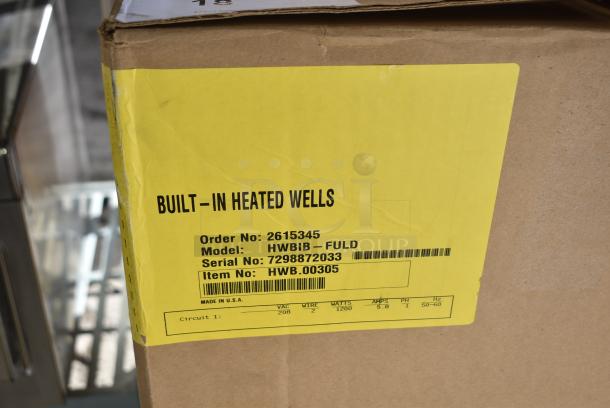 18
BUILT-IN HEATED WELLS
Order No: 2615345
Model: HWBIB-FULD
Serial No: 7298872033
Item No: HWB.00305
MADE IN U.S.A.
VAC WIRE WATTS AMPS PH Hz
Circuit 1: 208 2 1200 5.8 1 50-60